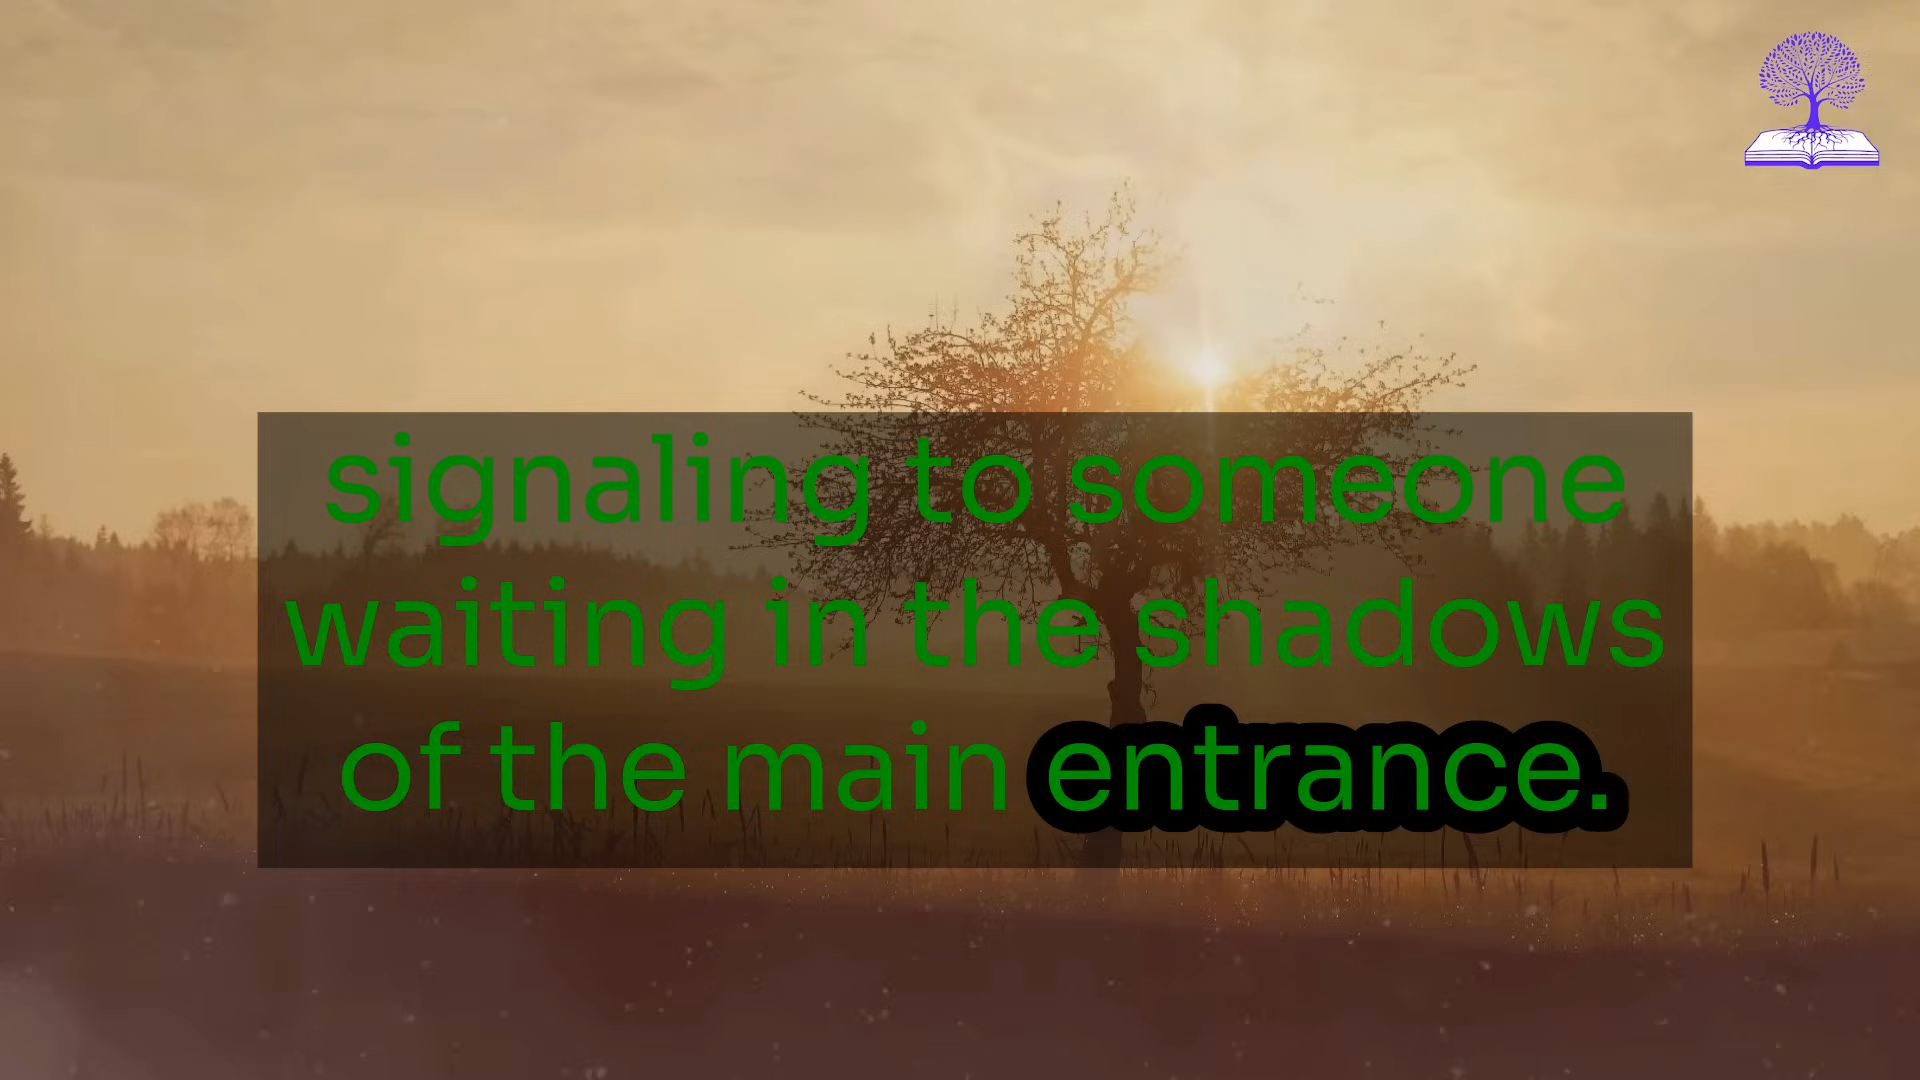 signaling to someone
waiting in the shadows
of the main entrance.